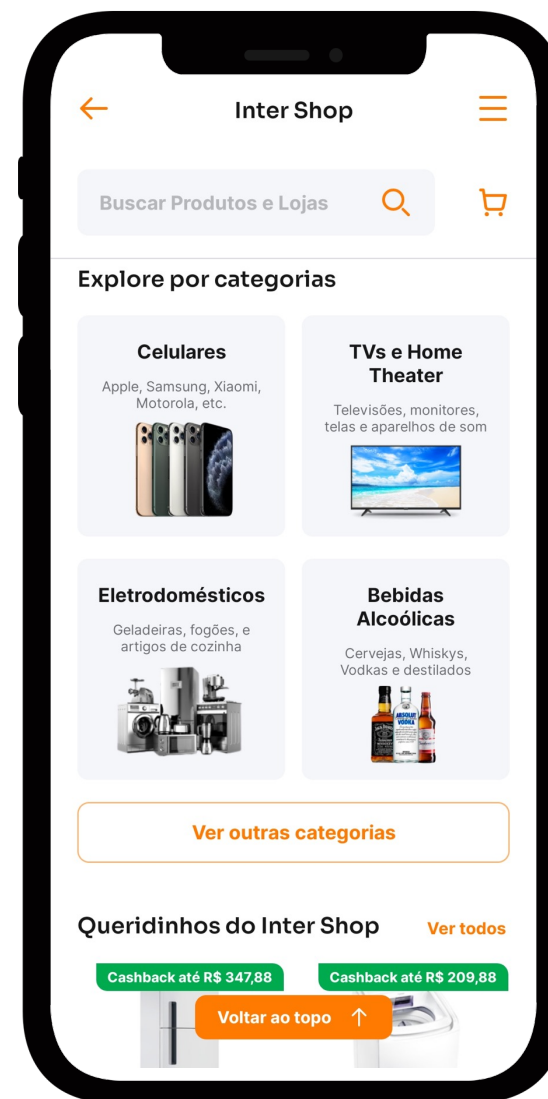 Inter Shop
Buscar Produtos e Lojas
Explore por categorias
Celulares
Apple, Samsung, Xiaomi,
Motorola, etc.
TVs e Home
Theater
Televisões, monitores,
telas e aparelhos de som
Eletrodomésticos
Geladeiras, fogões, e
artigos de cozinha
Bebidas
Alcoólicas
Cervejas, Whiskys,
Vodkas e destilados
ABSOLUT
VODKA
Ver outras categorias
Queridinhos do Inter Shop
Ver todos
Cashback até R$ 347,88
Cashback até R$ 209,88
Voltar ao topo